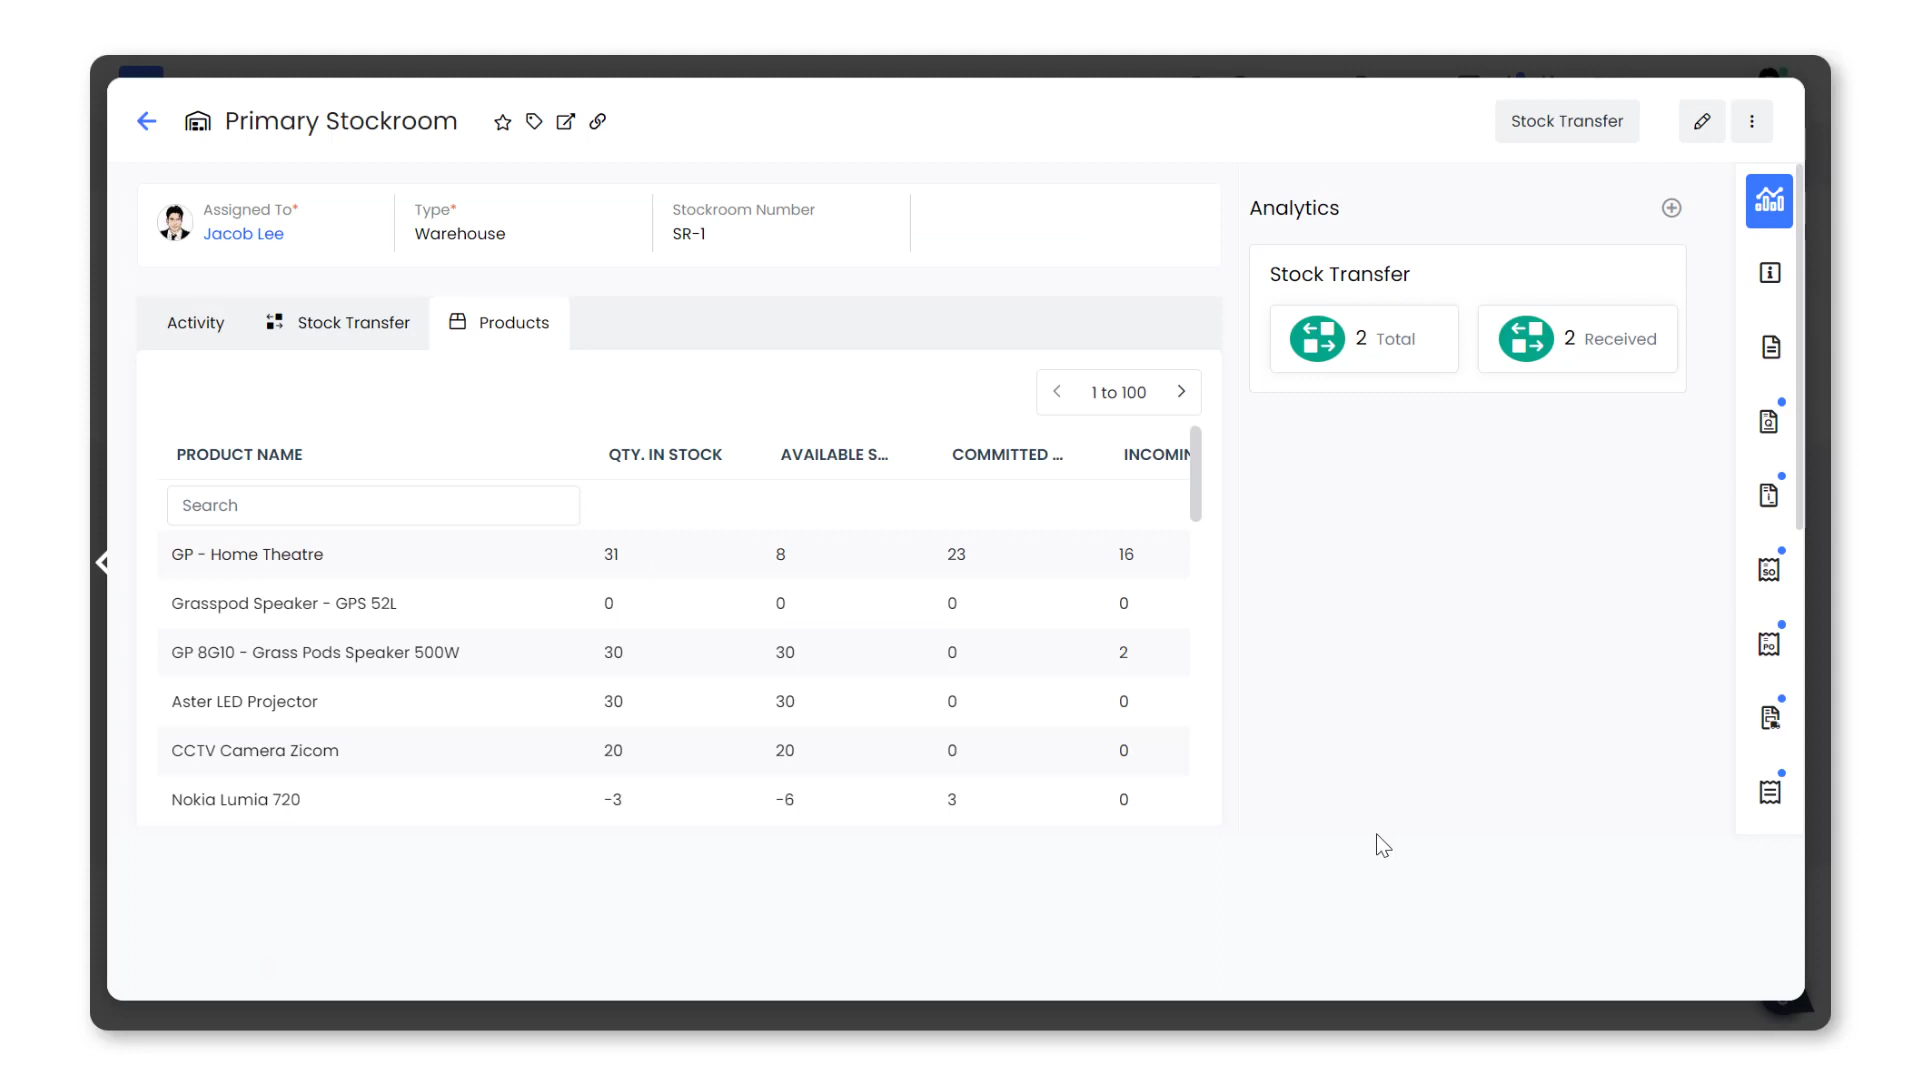 Primary Stockroom
Stock Transfer
Assigned To*
Jacob Lee
Type*
Warehouse
Stockroom Number
SR-1
Analytics
Stock Transfer
2 Total
2 Received
Activity
Stock Transfer
Products
1 to 100
PRODUCT NAME QTY. IN STOCK AVAILABLE S... COMMITTED ... INCOMIN
Search
GP - Home Theatre 31 8 23 16
Grasspod Speaker - GPS 52L 0 0 0 0
GP 8G10 - Grass Pods Speaker 500W 30 30 0 2
Aster LED Projector 30 30 0 0
CCTV Camera Zicom 20 20 0 0
Nokia Lumia 720 -3 -6 3 0
Q
SO
PO